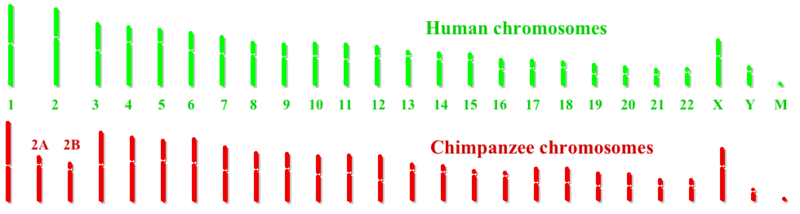 Human chromosomes
1 2 3 4 5 6 7 8 9 10 11 12 13 14 15 16 17 18 19 20 21 22 X Y M
2A 2B
Chimpanzee chromosomes